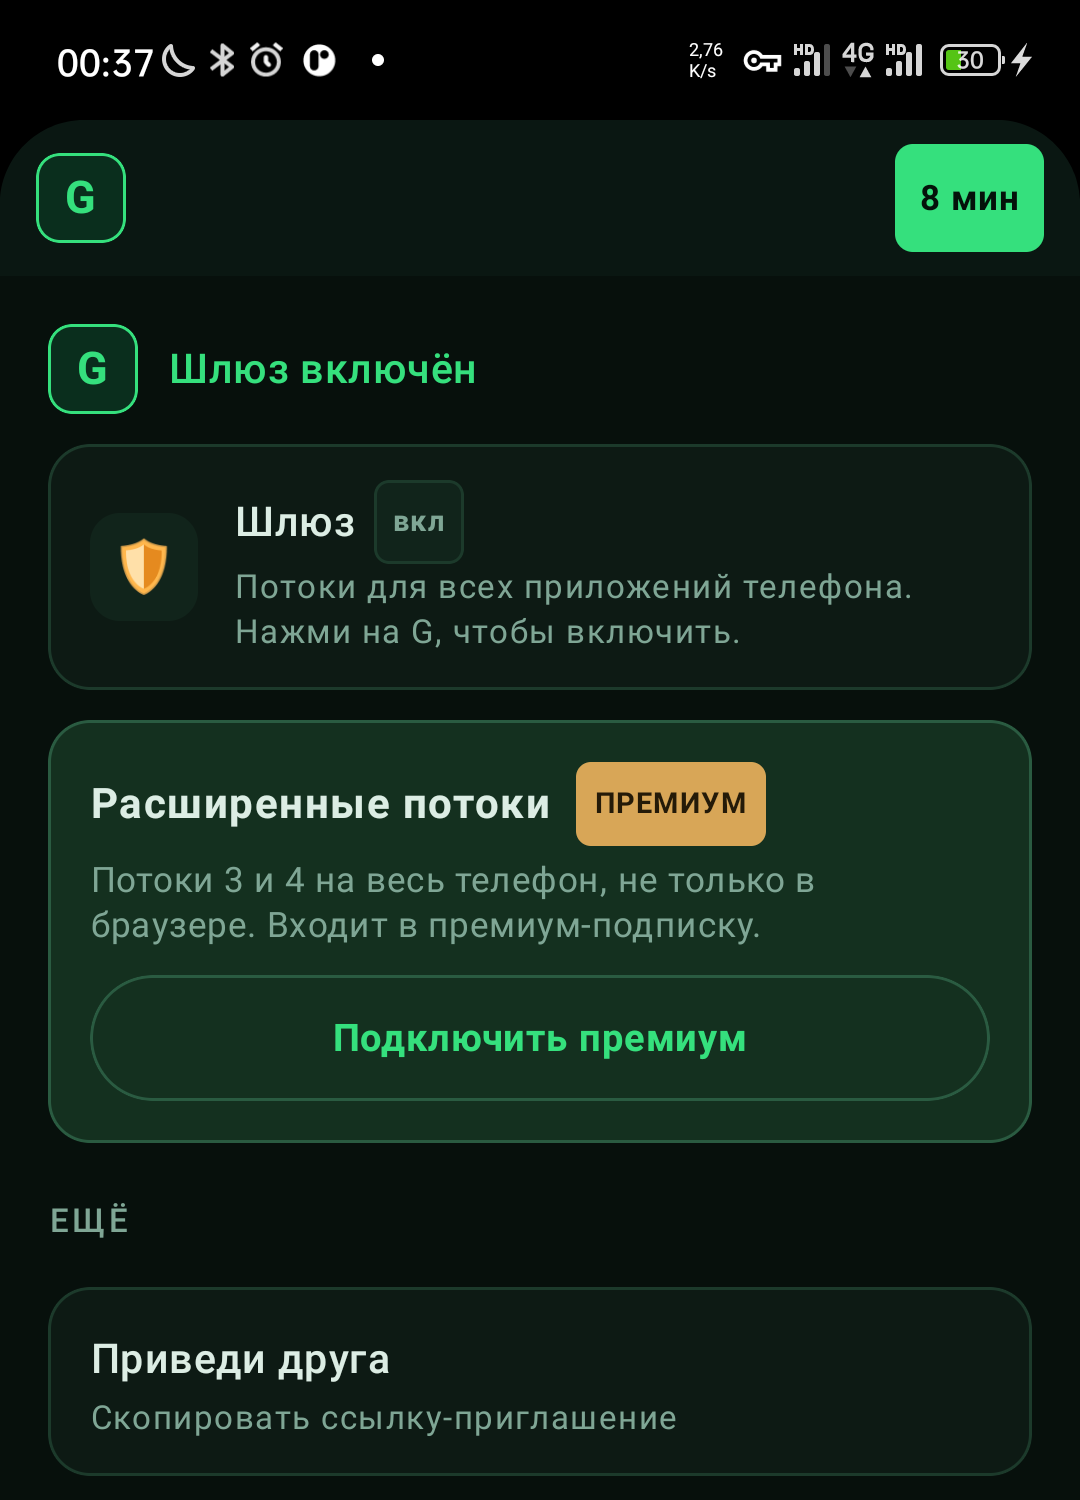 00:37
2,76
K/s
HD
4G
HD
30
G
8 мин
G
Шлюз включён
Шлюз
вкл
Потоки для всех приложений телефона.
Нажми на G, чтобы включить.
Расширенные потоки
ПРЕМИУМ
Потоки 3 и 4 на весь телефон, не только в
браузере. Входит в премиум-подписку.
Подключить премиум
ЕЩЁ
Приведи друга
Скопировать ссылку-приглашение